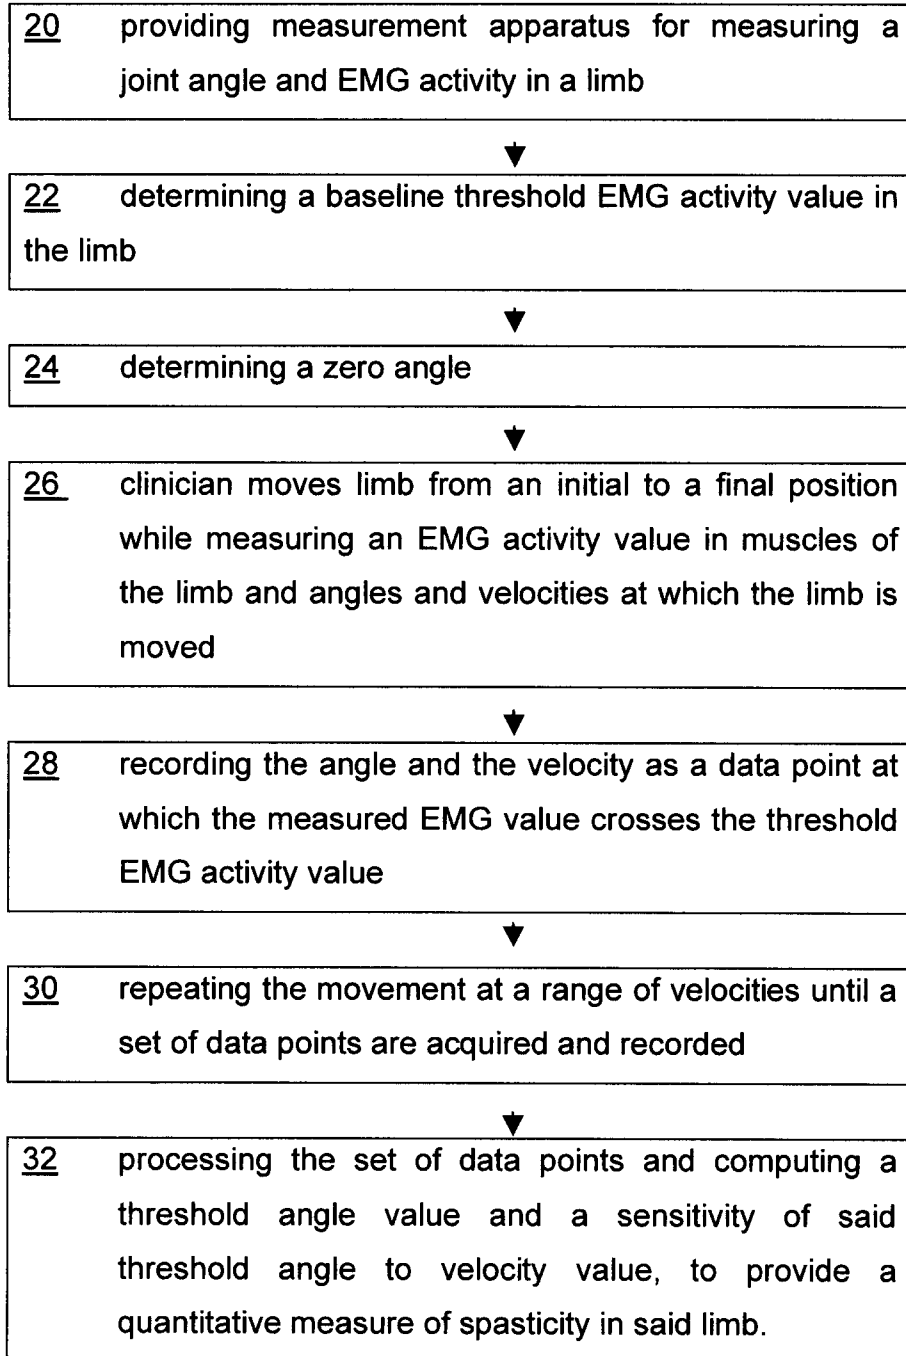 20 providing measurement apparatus for measuring a
joint angle and EMG activity in a limb
22 determining a baseline threshold EMG activity value in
the limb
24 determining a zero angle
26 clinician moves limb from an initial to a final position
while measuring an EMG activity value in muscles of
the limb and angles and velocities at which the limb is
moved
28 recording the angle and the velocity as a data point at
which the measured EMG value crosses the threshold
EMG activity value
30 repeating the movement at a range of velocities until a
set of data points are acquired and recorded
32 processing the set of data points and computing a
threshold angle value and a sensitivity of said
threshold angle to velocity value, to provide a
quantitative measure of spasticity in said limb.